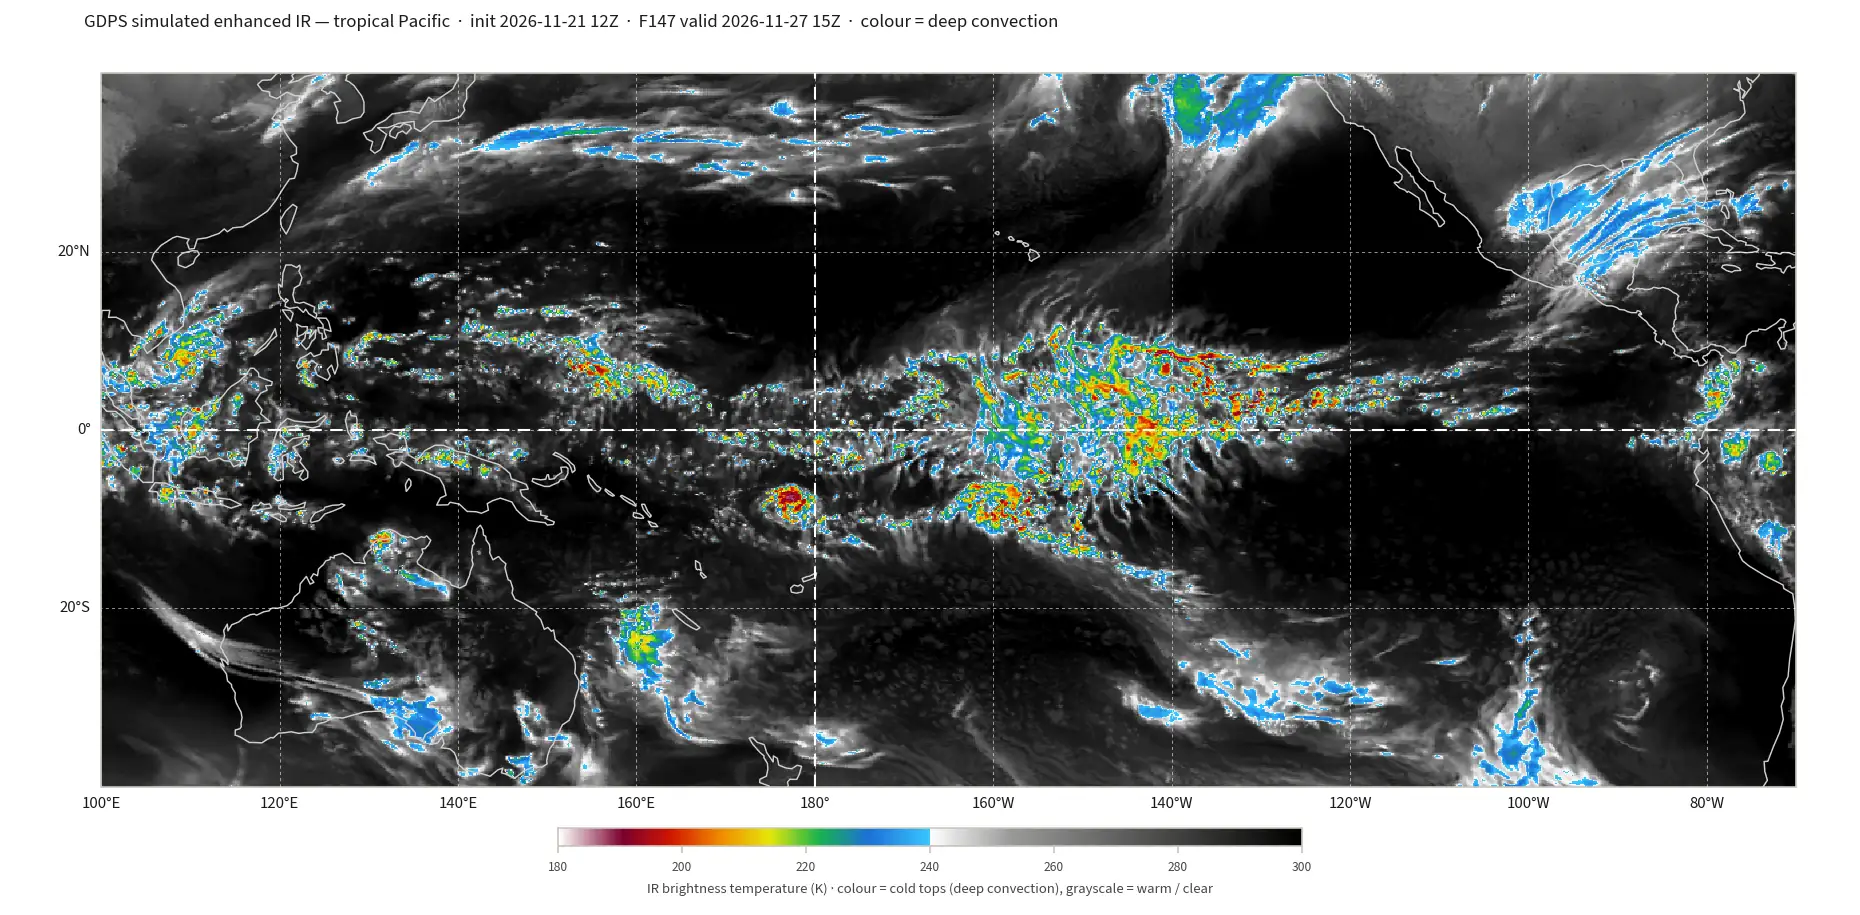 GDPS simulated enhanced IR — tropical Pacific · init 2026-11-21 12Z · F147 valid 2026-11-27 15Z · colour = deep convection
20°N
0°
20°S
100°E 120°E 140°E 160°E 180° 160°W 140°W 120°W 100°W 80°W
180 200 220 240 260 280 300
IR brightness temperature (K) · colour = cold tops (deep convection), grayscale = warm / clear